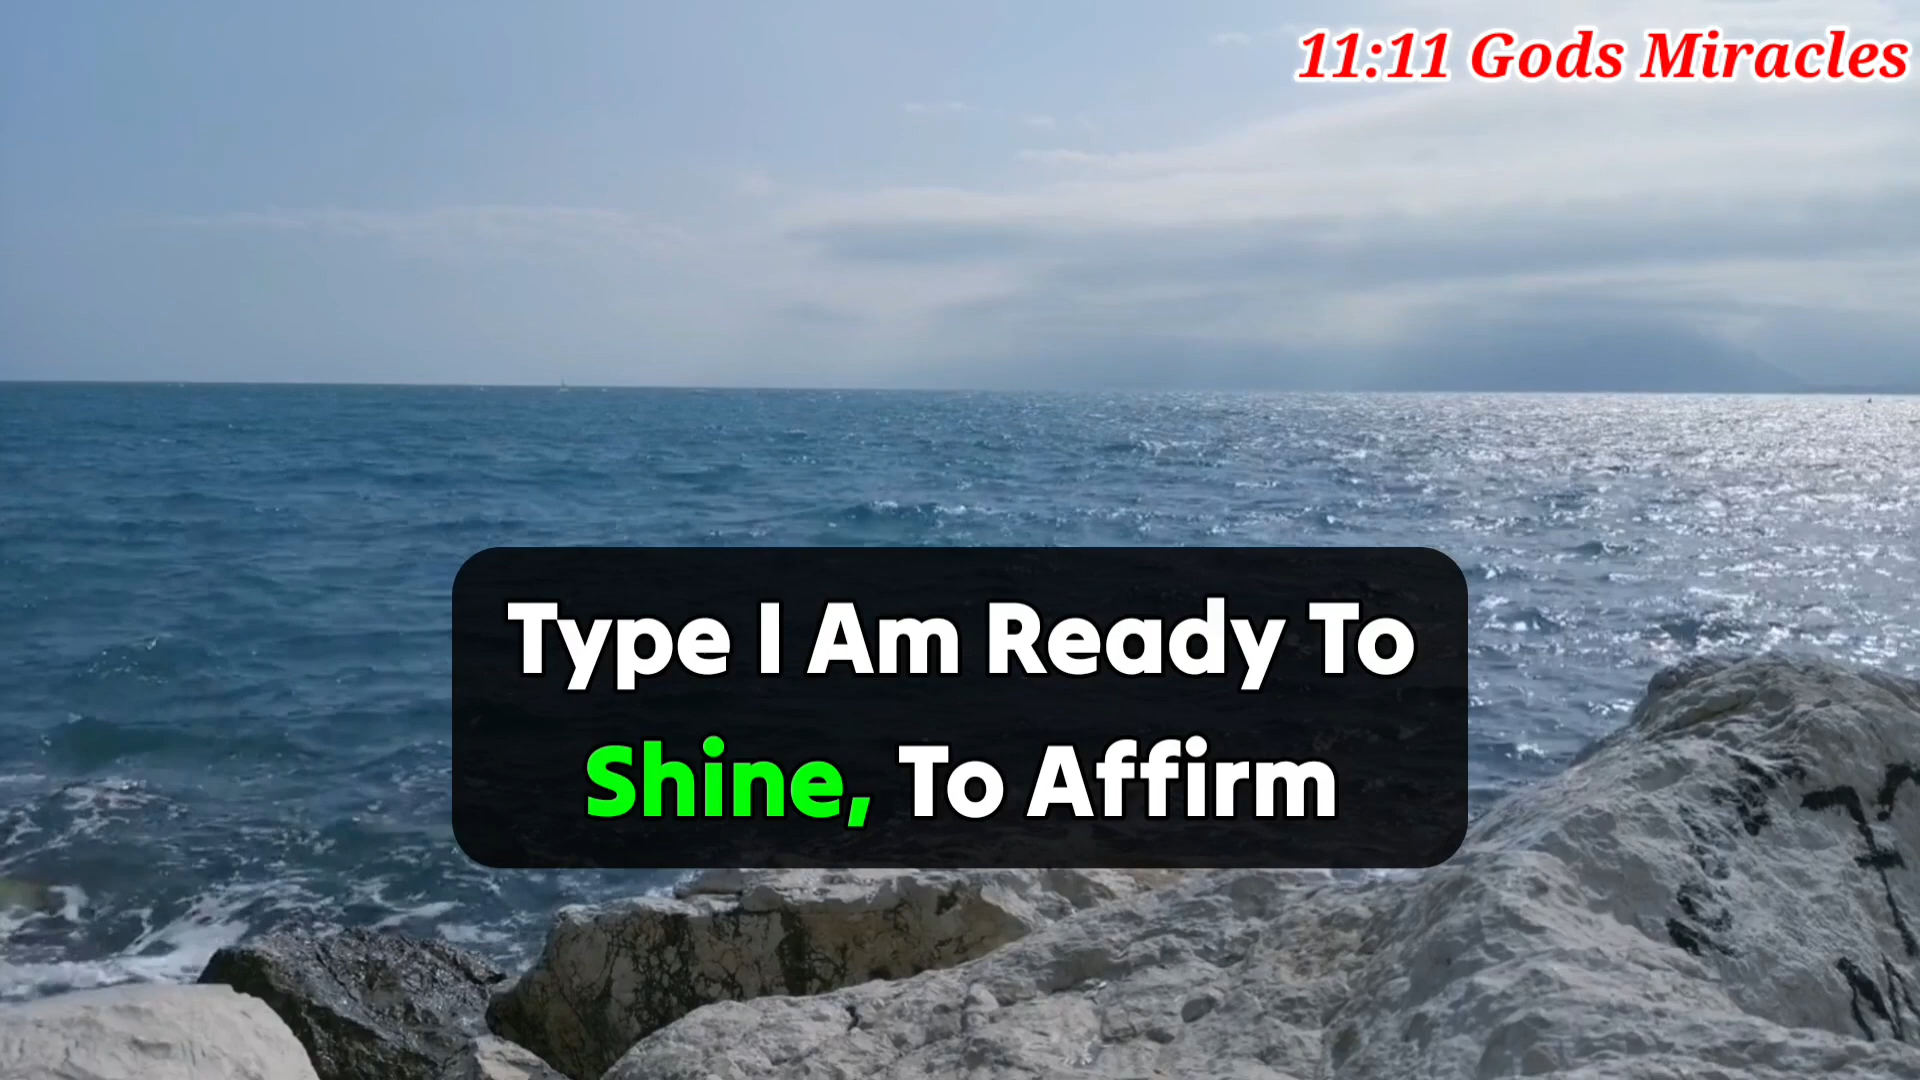 11:11 Gods Miracles
Type I Am Ready To
Shine, To Affirm